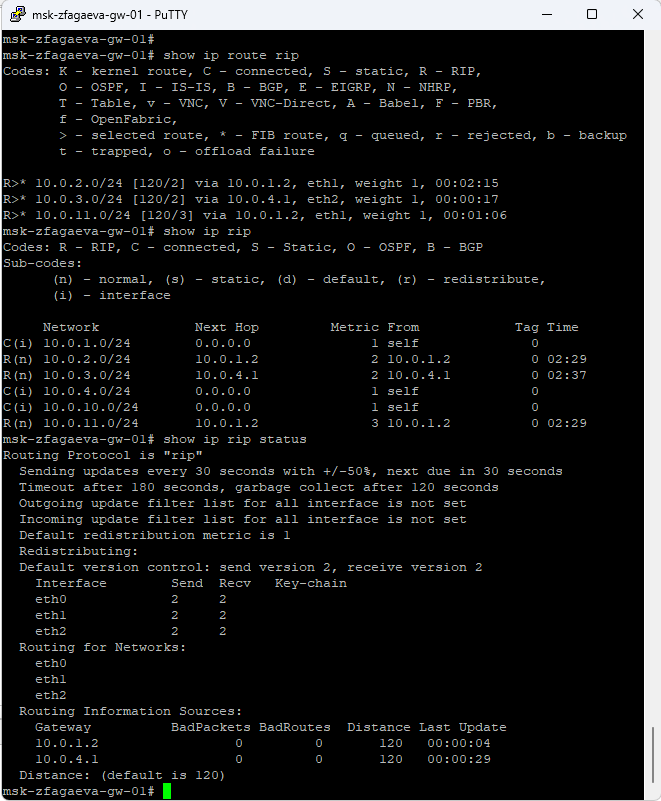 msk-zfagaeva-gw-01 - PuTTY
msk-zfagaeva-gw-01#
msk-zfagaeva-gw-01# show ip route rip
Codes: K - kernel route, C - connected, S - static, R - RIP,
       O - OSPF, I - IS-IS, B - BGP, E - EIGRP, N - NHRP,
       T - Table, v - VNC, V - VNC-Direct, A - Babel, F - PBR,
       f - OpenFabric,
       > - selected route, * - FIB route, q - queued, r - rejected, b - backup
       t - trapped, o - offload failure

R>* 10.0.2.0/24 [120/2] via 10.0.1.2, eth1, weight 1, 00:02:15
R>* 10.0.3.0/24 [120/2] via 10.0.4.1, eth2, weight 1, 00:00:17
R>* 10.0.11.0/24 [120/3] via 10.0.1.2, eth1, weight 1, 00:01:06
msk-zfagaeva-gw-01# show ip rip
Codes: R - RIP, C - connected, S - Static, O - OSPF, B - BGP
Sub-codes:
      (n) - normal, (s) - static, (d) - default, (r) - redistribute,
      (i) - interface

     Network            Next Hop         Metric From            Tag Time
C(i) 10.0.1.0/24        0.0.0.0               1 self              0
R(n) 10.0.2.0/24        10.0.1.2              2 10.0.1.2          0 02:29
R(n) 10.0.3.0/24        10.0.4.1              2 10.0.4.1          0 02:37
C(i) 10.0.4.0/24        0.0.0.0               1 self              0
C(i) 10.0.10.0/24       0.0.0.0               1 self              0
R(n) 10.0.11.0/24       10.0.1.2              3 10.0.1.2          0 02:29
msk-zfagaeva-gw-01# show ip rip status
Routing Protocol is "rip"
  Sending updates every 30 seconds with +/-50%, next due in 30 seconds
  Timeout after 180 seconds, garbage collect after 120 seconds
  Outgoing update filter list for all interface is not set
  Incoming update filter list for all interface is not set
  Default redistribution metric is 1
  Redistributing:
  Default version control: send version 2, receive version 2
    Interface        Send  Recv   Key-chain
    eth0             2     2
    eth1             2     2
    eth2             2     2
  Routing for Networks:
    eth0
    eth1
    eth2
  Routing Information Sources:
    Gateway          BadPackets BadRoutes  Distance Last Update
    10.0.1.2                 0         0       120   00:00:04
    10.0.4.1                 0         0       120   00:00:29
  Distance: (default is 120)
msk-zfagaeva-gw-01#